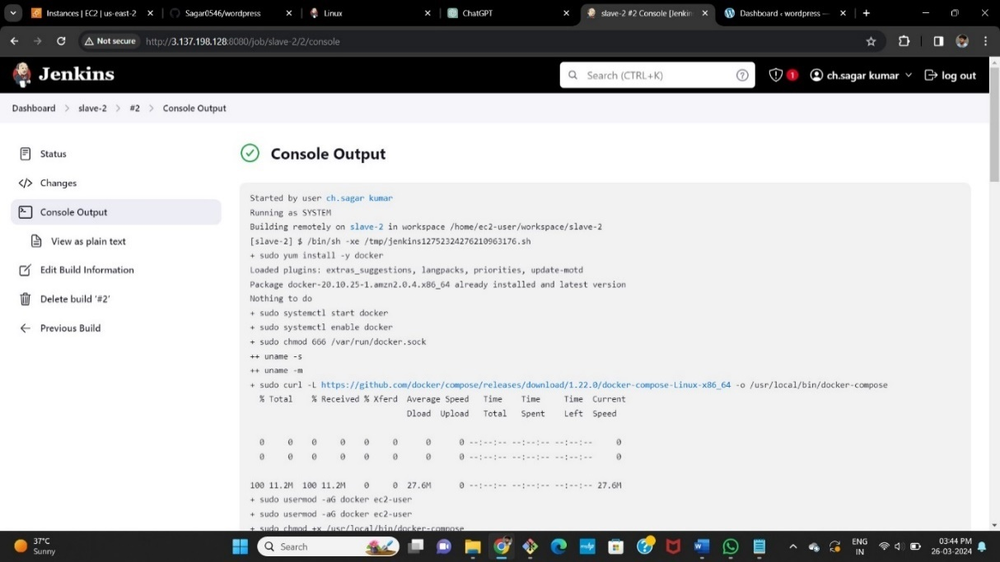 Instances | EC2 | us-east-2
Sagar0546/wordpress
Linux
ChatGPT
slave-2 #2 Console [Jenkin
Dashboard ‹ wordpress —
Not secure
http://3.137.198.128:8080/job/slave-2/2/console
Jenkins
Search (CTRL+K)
1
ch.sagar kumar
log out
Dashboard > slave-2 > #2 > Console Output
Status
Changes
Console Output
View as plain text
Edit Build Information
Delete build '#2'
Previous Build
Console Output
Started by user ch.sagar kumar
Running as SYSTEM
Building remotely on slave-2 in workspace /home/ec2-user/workspace/slave-2
[slave-2] $ /bin/sh -xe /tmp/jenkins12752324276210963176.sh
+ sudo yum install -y docker
Loaded plugins: extras_suggestions, langpacks, priorities, update-motd
Package docker-20.10.25-1.amzn2.0.4.x86_64 already installed and latest version
Nothing to do
+ sudo systemctl start docker
+ sudo systemctl enable docker
+ sudo chmod 666 /var/run/docker.sock
++ uname -s
++ uname -m
+ sudo curl -L https://github.com/docker/compose/releases/download/1.22.0/docker-compose-Linux-x86_64 -o /usr/local/bin/docker-compose
% Total % Received % Xferd Average Speed Time Time Time Current
Dload Upload Total Spent Left Speed
0 0 0 0 0 0 0 0 --:--:-- --:--:-- --:--:-- 0
0 0 0 0 0 0 0 0 --:--:-- --:--:-- --:--:-- 0
100 11.2M 100 11.2M 0 0 27.6M 0 --:--:-- --:--:-- --:--:-- 27.6M
+ sudo usermod -aG docker ec2-user
+ sudo usermod -aG docker ec2-user
+ sudo chmod +x /usr/local/bin/docker-compose
37°C
Sunny
Search
ENG
IN
03:44 PM
26-03-2024